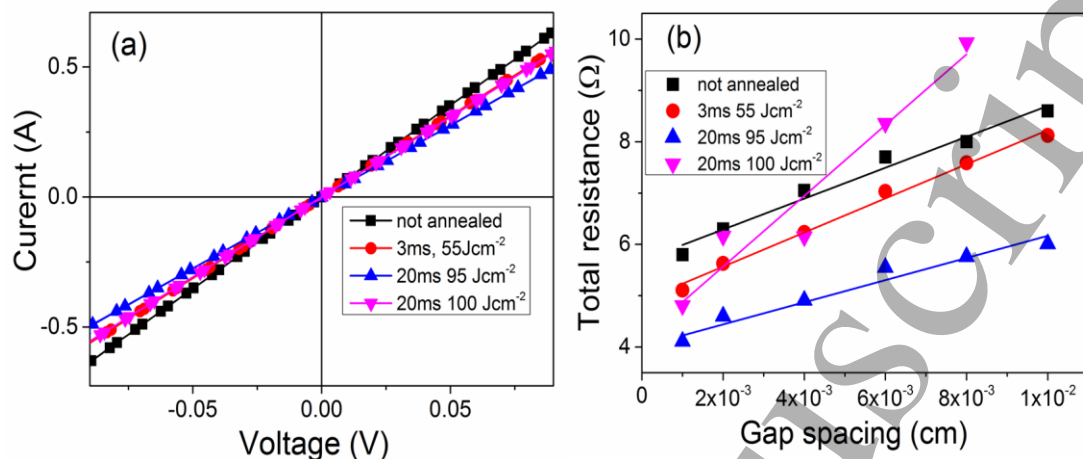 (a)
Curernt (A)
0.5
0.0
-0.5
-0.05
0.00
0.05
Voltage (V)
not annealed
3ms, 55Jcm⁻²
20ms 95 Jcm⁻²
20ms 100 Jcm⁻²
(b)
Total resistance (Ω)
10
8
6
4
0
2x10⁻³
4x10⁻³
6x10⁻³
8x10⁻³
1x10⁻²
Gap spacing (cm)
not annealed
3ms 55 Jcm⁻²
20ms 95 Jcm⁻²
20ms 100 Jcm⁻²